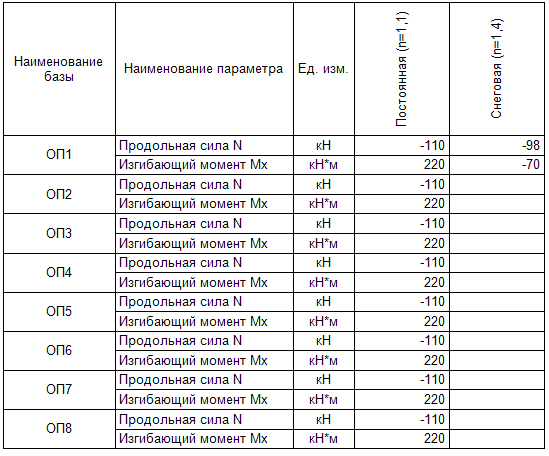 Наименование базы Наименование параметра Ед. изм. Постоянная (n=1,1) Снеговая (n=1,4)
ОП1 Продольная сила N кН -110 -98
Изгибающий момент Mx кН*м 220 -70
ОП2 Продольная сила N кН -110
Изгибающий момент Mx кН*м 220
ОП3 Продольная сила N кН -110
Изгибающий момент Mx кН*м 220
ОП4 Продольная сила N кН -110
Изгибающий момент Mx кН*м 220
ОП5 Продольная сила N кН -110
Изгибающий момент Mx кН*м 220
ОП6 Продольная сила N кН -110
Изгибающий момент Mx кН*м 220
ОП7 Продольная сила N кН -110
Изгибающий момент Mx кН*м 220
ОП8 Продольная сила N кН -110
Изгибающий момент Mx кН*м 220